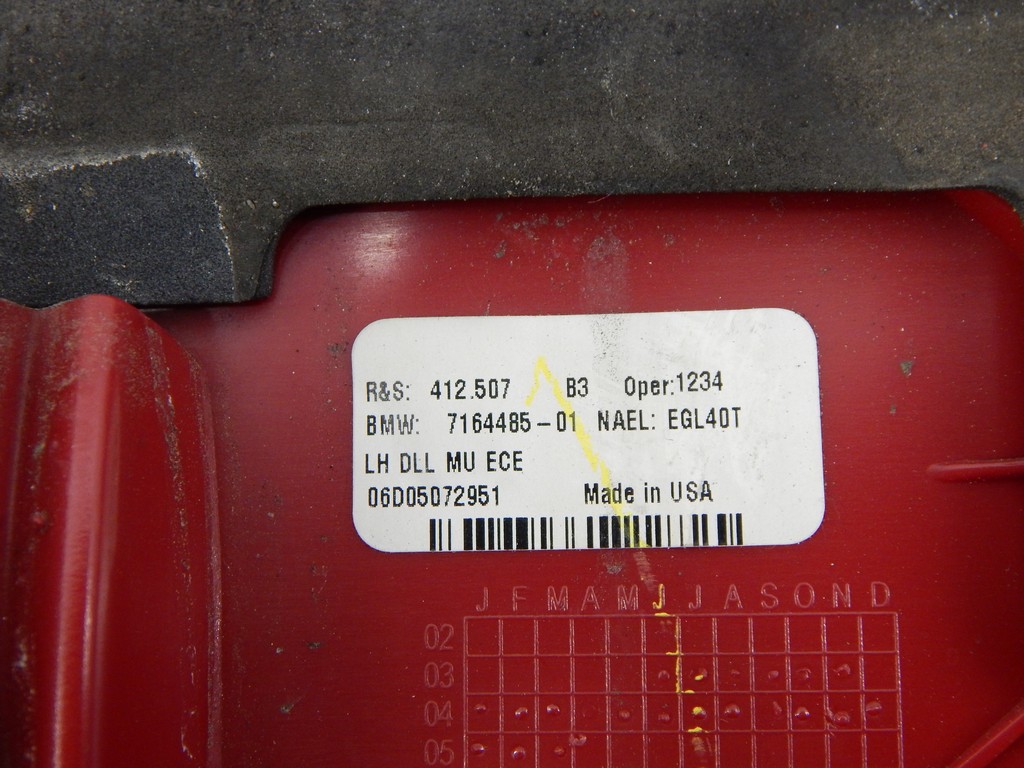 R&S: 412.507 B3 Oper:1234
BMW: 7164485-01 NAEL: EGL40T
LH DLL MU ECE
06D05072951 Made in USA
J F M A M J J A S O N D
02
03
04
05